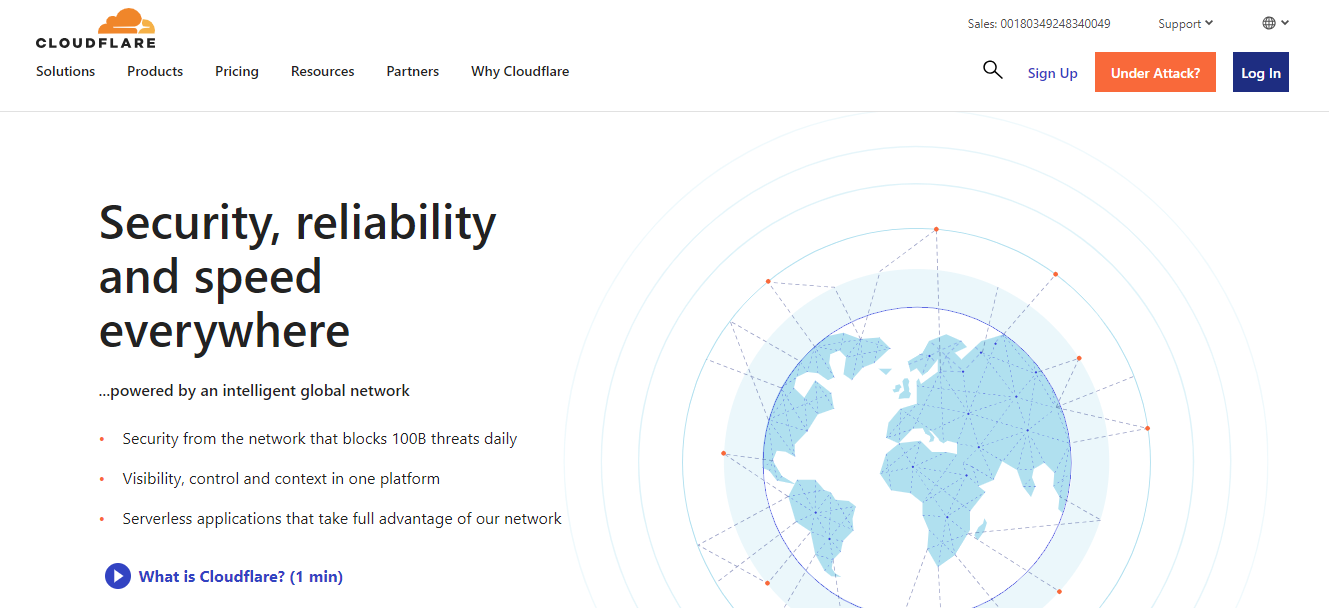 CLOUDFLARE
Sales: 00180349248340049
Support
Solutions
Products
Pricing
Resources
Partners
Why Cloudflare
Sign Up
Under Attack?
Log In
Security, reliability
and speed
everywhere
...powered by an intelligent global network
Security from the network that blocks 100B threats daily
Visibility, control and context in one platform
Serverless applications that take full advantage of our network
What is Cloudflare? (1 min)